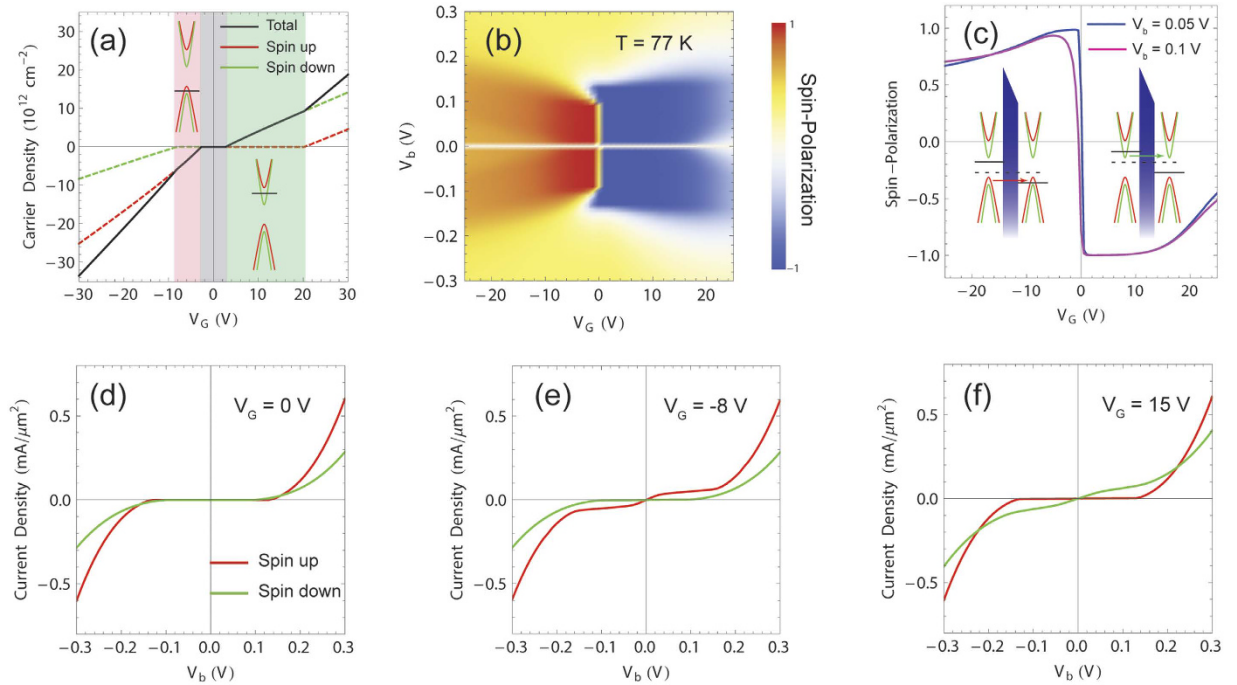 (a)
Total
Spin up
Spin down
30
20
10
0
−10
−20
−30
Carrier Density (10¹² cm⁻²)
−30 −20 −10 0 10 20 30
V_G (V)
(b)
T = 77 K
0.3
0.2
0.1
0.0
−0.1
−0.2
−0.3
V_b (V)
−20 −10 0 10 20
V_G (V)
1
−1
Spin-Polarization
(c)
V_b = 0.05 V
V_b = 0.1 V
1.0
0.5
0.0
−0.5
−1.0
Spin−Polarization
−20 −10 0 10 20
V_G (V)
(d)
V_G = 0 V
0.5
0.0
−0.5
Current Density (mA/μm²)
Spin up
Spin down
−0.3 −0.2 −0.1 0.0 0.1 0.2 0.3
V_b (V)
(e)
V_G = -8 V
0.5
0.0
−0.5
Current Density (mA/μm²)
−0.3 −0.2 −0.1 0.0 0.1 0.2 0.3
V_b (V)
(f)
V_G = 15 V
0.5
0.0
−0.5
Current Density (mA/μm²)
−0.3 −0.2 −0.1 0.0 0.1 0.2 0.3
V_b (V)